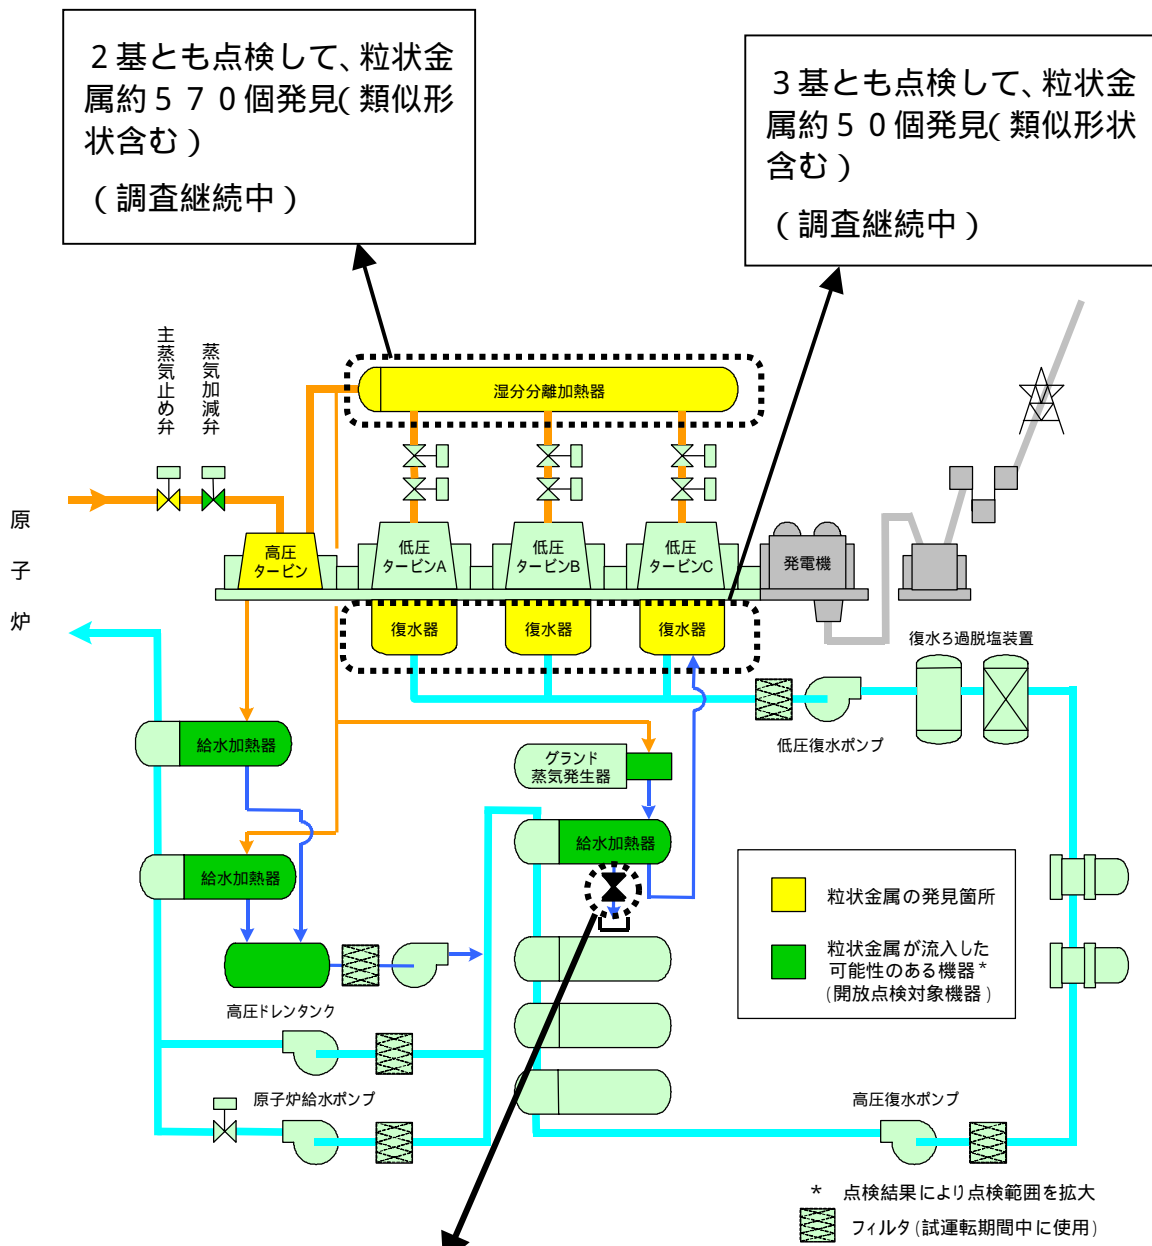 ２基とも点検して、粒状金
属約５７０個発見（類似形
状含む）
（調査継続中）
３基とも点検して、粒状金
属約５０個発見（類似形状
含む）
（調査継続中）
主蒸気止め弁
蒸気加減弁
湿分分離加熱器
原子炉
高圧
タービン
低圧
タービンA
低圧
タービンB
低圧
タービンC
発電機
復水器
復水器
復水器
復水ろ過脱塩装置
低圧復水ポンプ
給水加熱器
グランド
蒸気発生器
給水加熱器
給水加熱器
高圧ドレンタンク
粒状金属の発見箇所
粒状金属が流入した
可能性のある機器*
(開放点検対象機器)
原子炉給水ポンプ
高圧復水ポンプ
* 点検結果により点検範囲を拡大
フィルタ(試運転期間中に使用)